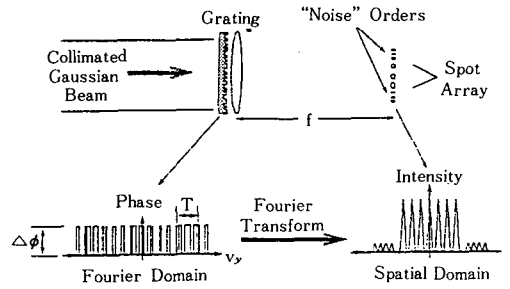 Grating
"Noise" Orders
Collimated
Gaussian
Beam
Spot
Array
f
Intensity
Phase
T
Fourier
Transform
Δϕ
νy
Fourier Domain
Spatial Domain